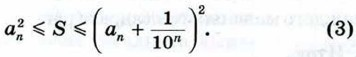 a_n^2 ⩽ S ⩽ (a_n + 1/10^n)^2. (3)